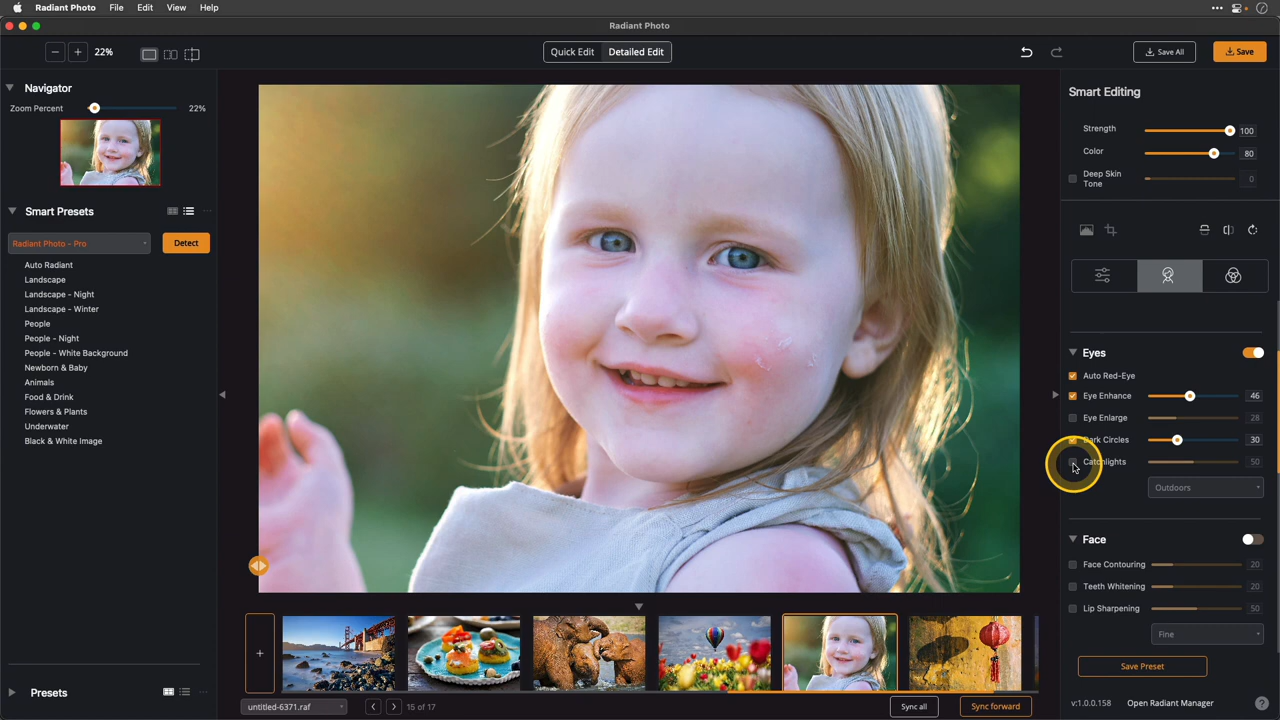 Radiant Photo File Edit View Help
Radiant Photo
22% Quick Edit Detailed Edit Save All Save
Navigator
Zoom Percent 22%
Smart Presets
Radiant Photo - Pro Detect
Auto Radiant
Landscape
Landscape - Night
Landscape - Winter
People
People - Night
People - White Background
Newborn & Baby
Animals
Food & Drink
Flowers & Plants
Underwater
Black & White Image
Presets
Smart Editing
Strength 100
Color 80
Deep Skin Tone 0
Eyes
Auto Red-Eye
Eye Enhance 46
Eye Enlarge 28
Dark Circles 30
Catchlights 50
Outdoors
Face
Face Contouring 20
Teeth Whitening 20
Lip Sharpening 50
Fine
Save Preset
untitled-6371.raf 15 of 17 Sync all Sync forward v:1.0.0.158 Open Radiant Manager